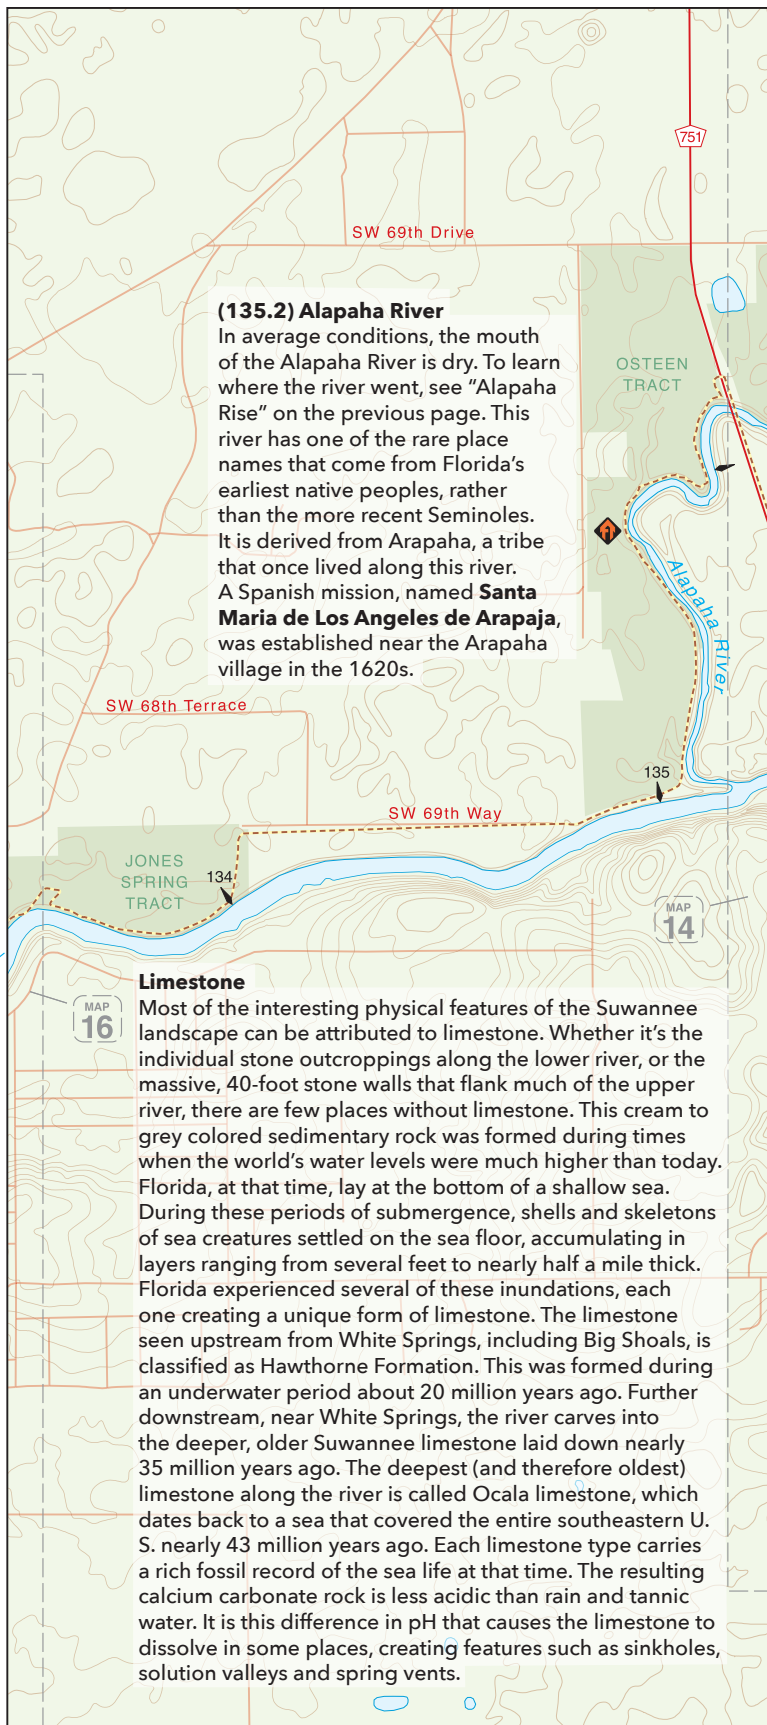 751
SW 69th Drive
(135.2) Alapaha River
In average conditions, the mouth
of the Alapaha River is dry. To learn
where the river went, see “Alapaha
Rise” on the previous page. This
river has one of the rare place
names that come from Florida’s
earliest native peoples, rather
than the more recent Seminoles.
It is derived from Arapaha, a tribe
that once lived along this river.
A Spanish mission, named Santa
Maria de Los Angeles de Arapaja,
was established near the Arapaha
village in the 1620s.
OSTEEN
TRACT
Alapaha River
SW 68th Terrace
135
SW 69th Way
JONES
SPRING
TRACT
134
MAP
14
MAP
16
Limestone
Most of the interesting physical features of the Suwannee
landscape can be attributed to limestone. Whether it’s the
individual stone outcroppings along the lower river, or the
massive, 40-foot stone walls that flank much of the upper
river, there are few places without limestone. This cream to
grey colored sedimentary rock was formed during times
when the world’s water levels were much higher than today.
Florida, at that time, lay at the bottom of a shallow sea.
During these periods of submergence, shells and skeletons
of sea creatures settled on the sea floor, accumulating in
layers ranging from several feet to nearly half a mile thick.
Florida experienced several of these inundations, each
one creating a unique form of limestone. The limestone
seen upstream from White Springs, including Big Shoals, is
classified as Hawthorne Formation. This was formed during
an underwater period about 20 million years ago. Further
downstream, near White Springs, the river carves into
the deeper, older Suwannee limestone laid down nearly
35 million years ago. The deepest (and therefore oldest)
limestone along the river is called Ocala limestone, which
dates back to a sea that covered the entire southeastern U.
S. nearly 43 million years ago. Each limestone type carries
a rich fossil record of the sea life at that time. The resulting
calcium carbonate rock is less acidic than rain and tannic
water. It is this difference in pH that causes the limestone to
dissolve in some places, creating features such as sinkholes,
solution valleys and spring vents.